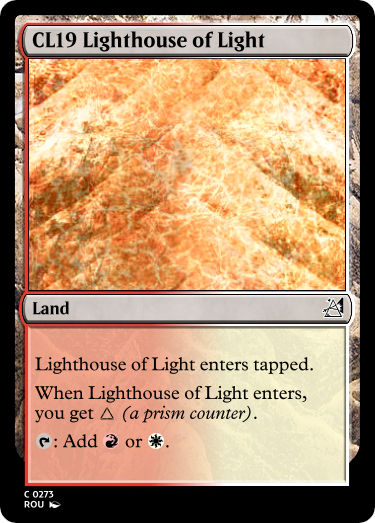 CL19 Lighthouse of Light
Land
Lighthouse of Light enters tapped.
When Lighthouse of Light enters,
you get △ (a prism counter).
: Add or .
C 0273
ROU